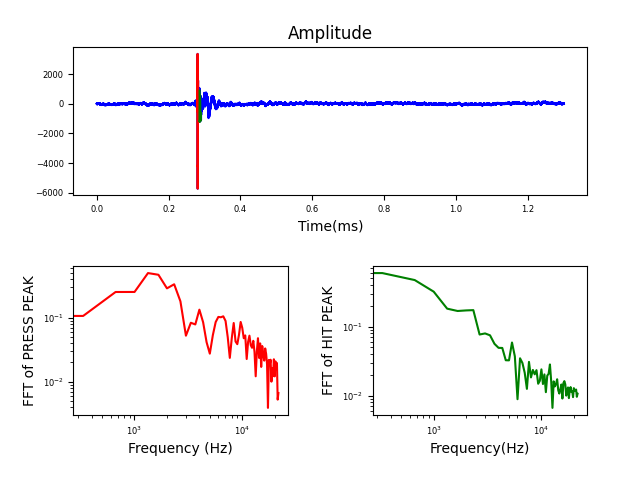 Amplitude
2000
0
−2000
−4000
−6000
0.0 0.2 0.4 0.6 0.8 1.0 1.2
Time(ms)
FFT of PRESS PEAK
10⁻¹
10⁻²
10³ 10⁴
Frequency (Hz)
FFT of HIT PEAK
10⁻¹
10⁻²
10³ 10⁴
Frequency(Hz)